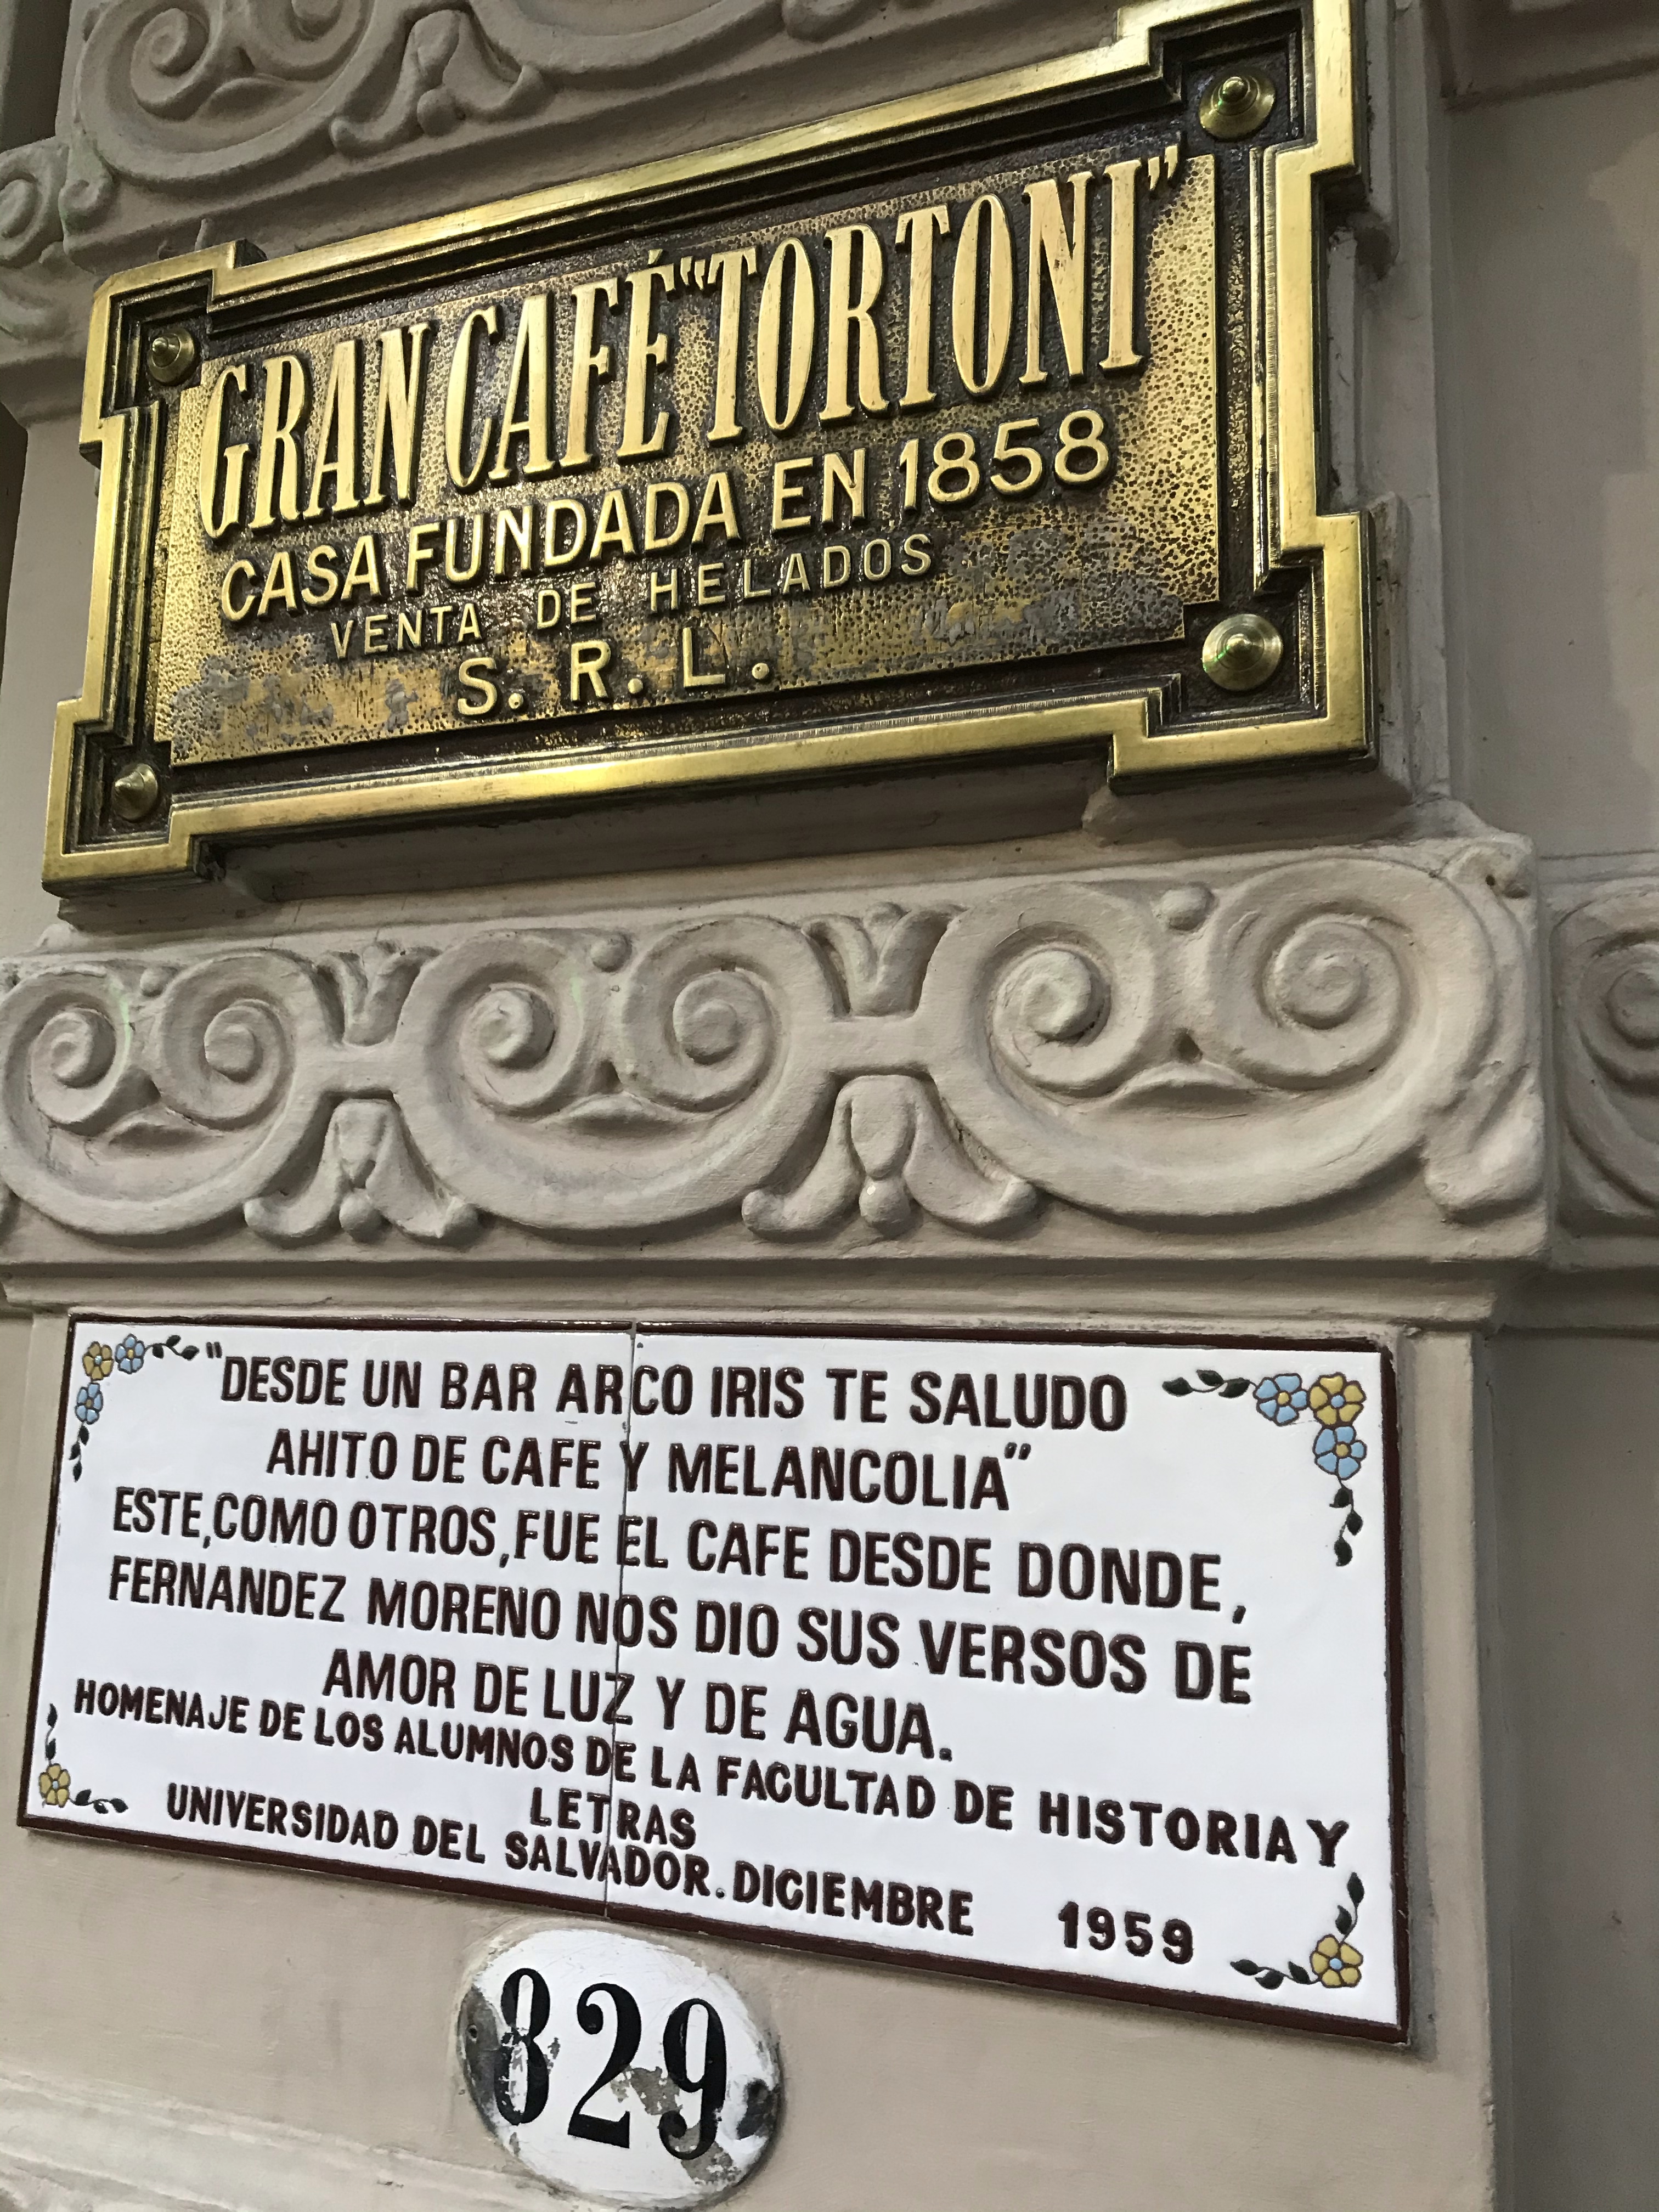 GRAN CAFÉ "TORTONI"
CASA FUNDADA EN 1858
VENTA DE HELADOS
S. R. L.
"DESDE UN BAR ARCO IRIS TE SALUDO
AHITO DE CAFE Y MELANCOLIA"
ESTE, COMO OTROS, FUE EL CAFE DESDE DONDE,
FERNANDEZ MORENO NOS DIO SUS VERSOS DE
AMOR DE LUZ Y DE AGUA.
HOMENAJE DE LOS ALUMNOS DE LA FACULTAD DE HISTORIA Y
LETRAS
UNIVERSIDAD DEL SALVADOR. DICIEMBRE 1959
829